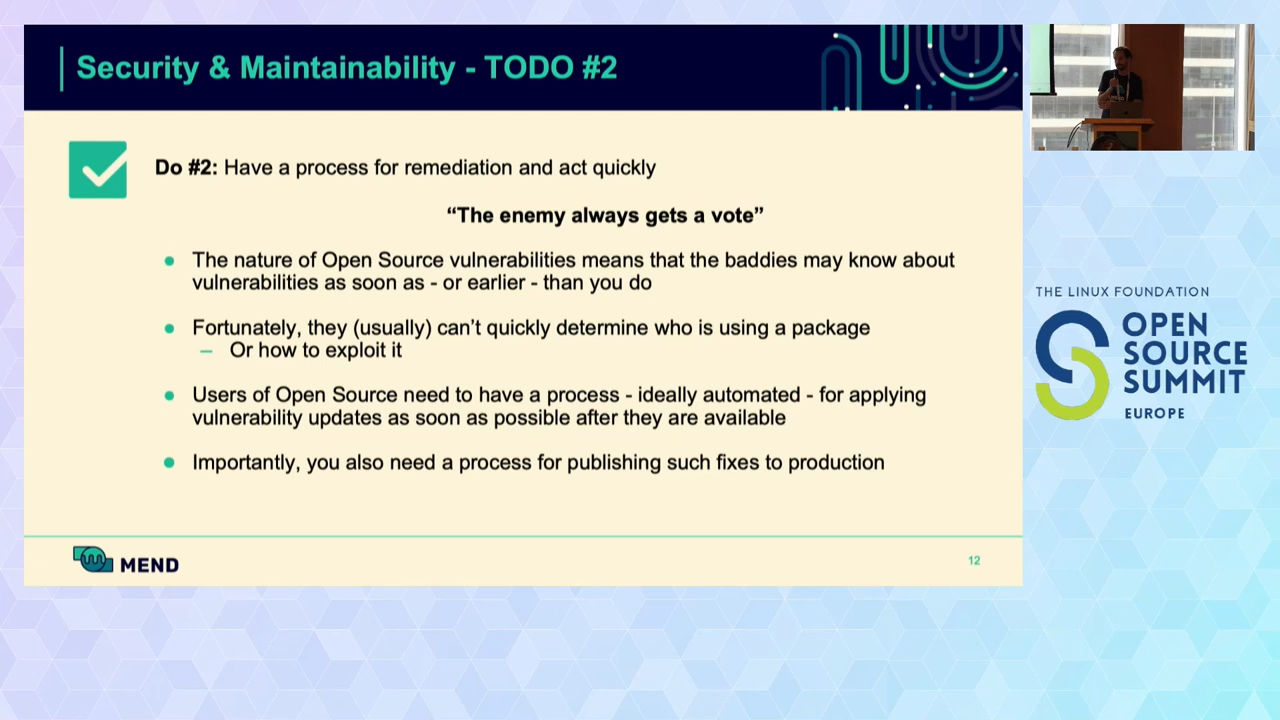 Security & Maintainability - TODO #2
Do #2: Have a process for remediation and act quickly
“The enemy always gets a vote”
The nature of Open Source vulnerabilities means that the baddies may know about
vulnerabilities as soon as - or earlier - than you do
Fortunately, they (usually) can’t quickly determine who is using a package
– Or how to exploit it
Users of Open Source need to have a process - ideally automated - for applying
vulnerability updates as soon as possible after they are available
Importantly, you also need a process for publishing such fixes to production
MEND
12
THE LINUX FOUNDATION
OPEN
SOURCE
SUMMIT
EUROPE